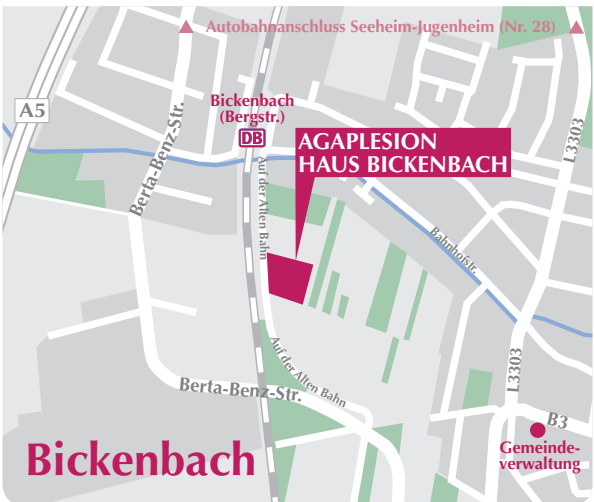 Autobahnanschluss Seeheim-Jugenheim (Nr. 28)
A5
Bickenbach
(Bergstr.)
DB
Berta-Benz-Str.
L3303
AGAPLESION
HAUS BICKENBACH
Auf der Alten Bahn
Bahnhofstr.
Auf der Alten Bahn
L3303
Berta-Benz-Str.
B3
Gemeinde-
verwaltung
Bickenbach